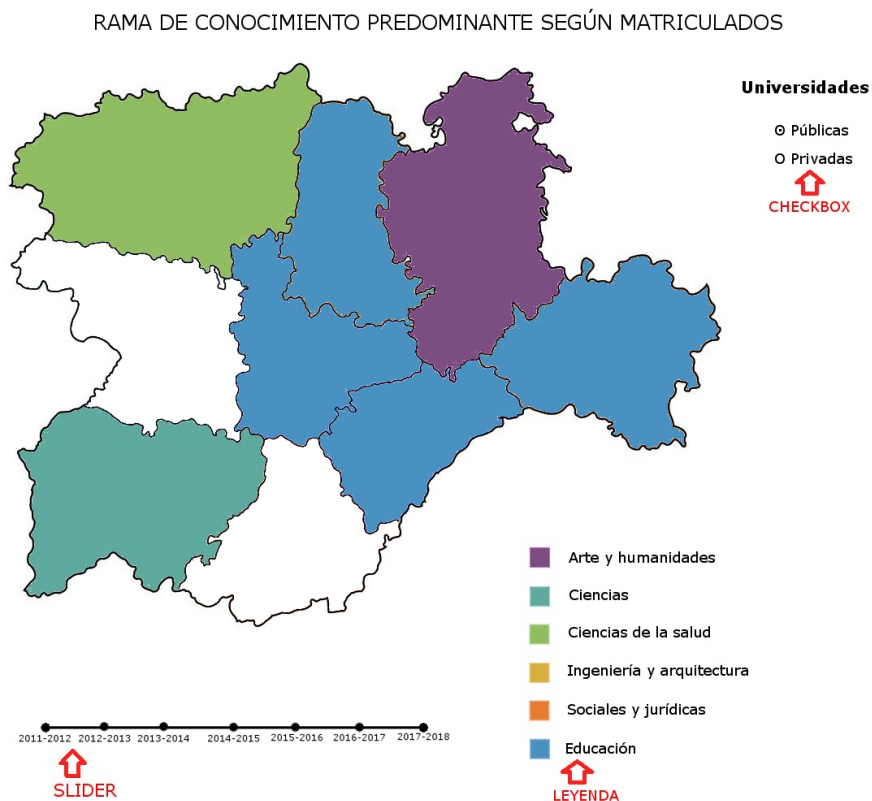 RAMA DE CONOCIMIENTO PREDOMINANTE SEGÚN MATRICULADOS
Universidades
Públicas
Privadas
CHECKBOX
Arte y humanidades
Ciencias
Ciencias de la salud
Ingeniería y arquitectura
Sociales y jurídicas
Educación
LEYENDA
2011-2012 2012-2013 2013-2014 2014-2015 2015-2016 2016-2017 2017-2018
SLIDER